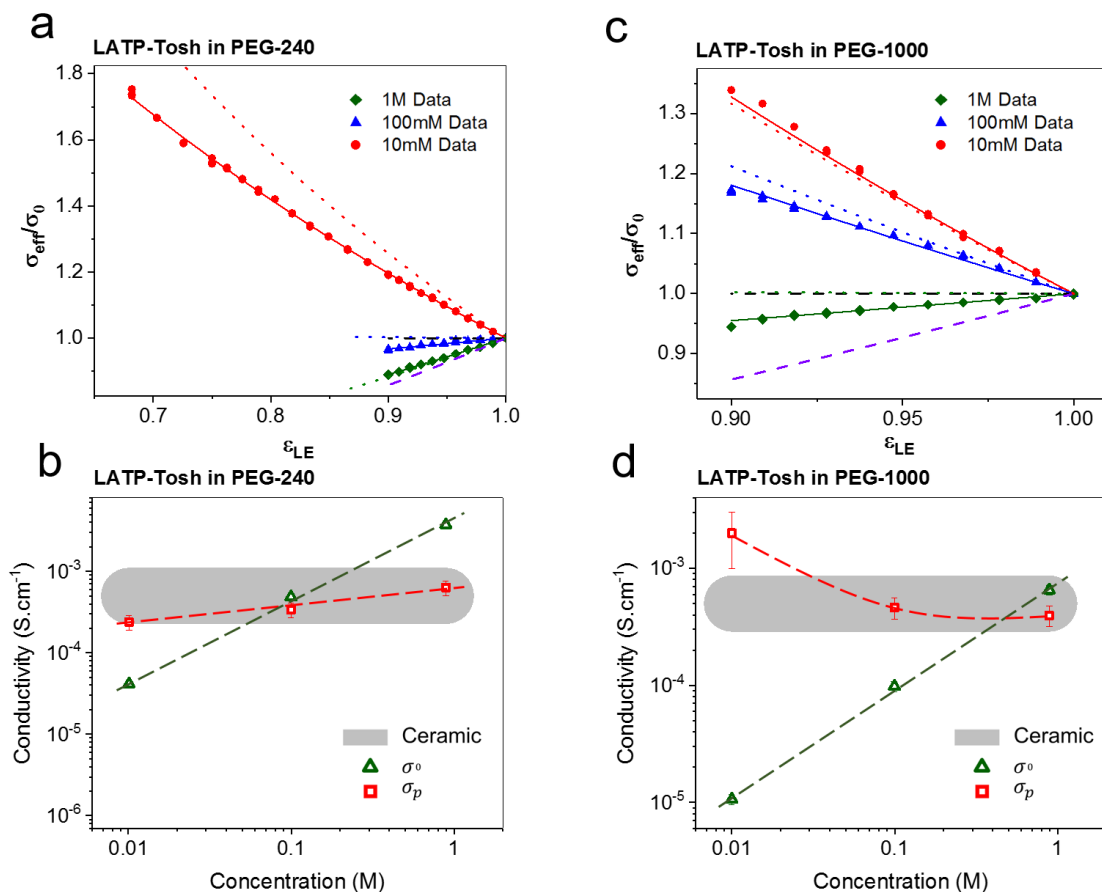 a
LATP-Tosh in PEG-240
1.8
1.6
1.4
1.2
1.0
0.7
0.8
0.9
1.0
σeff/σ0
εLE
1M Data
100mM Data
10mM Data
c
LATP-Tosh in PEG-1000
1.3
1.2
1.1
1.0
0.9
0.90
0.95
1.00
σeff/σ0
εLE
1M Data
100mM Data
10mM Data
b
LATP-Tosh in PEG-240
10⁻³
10⁻⁴
10⁻⁵
10⁻⁶
0.01
0.1
1
Conductivity (S.cm⁻¹)
Concentration (M)
Ceramic
σ⁰
σp
d
LATP-Tosh in PEG-1000
10⁻³
10⁻⁴
10⁻⁵
0.01
0.1
1
Conductivity (S.cm⁻¹)
Concentration (M)
Ceramic
σ⁰
σp